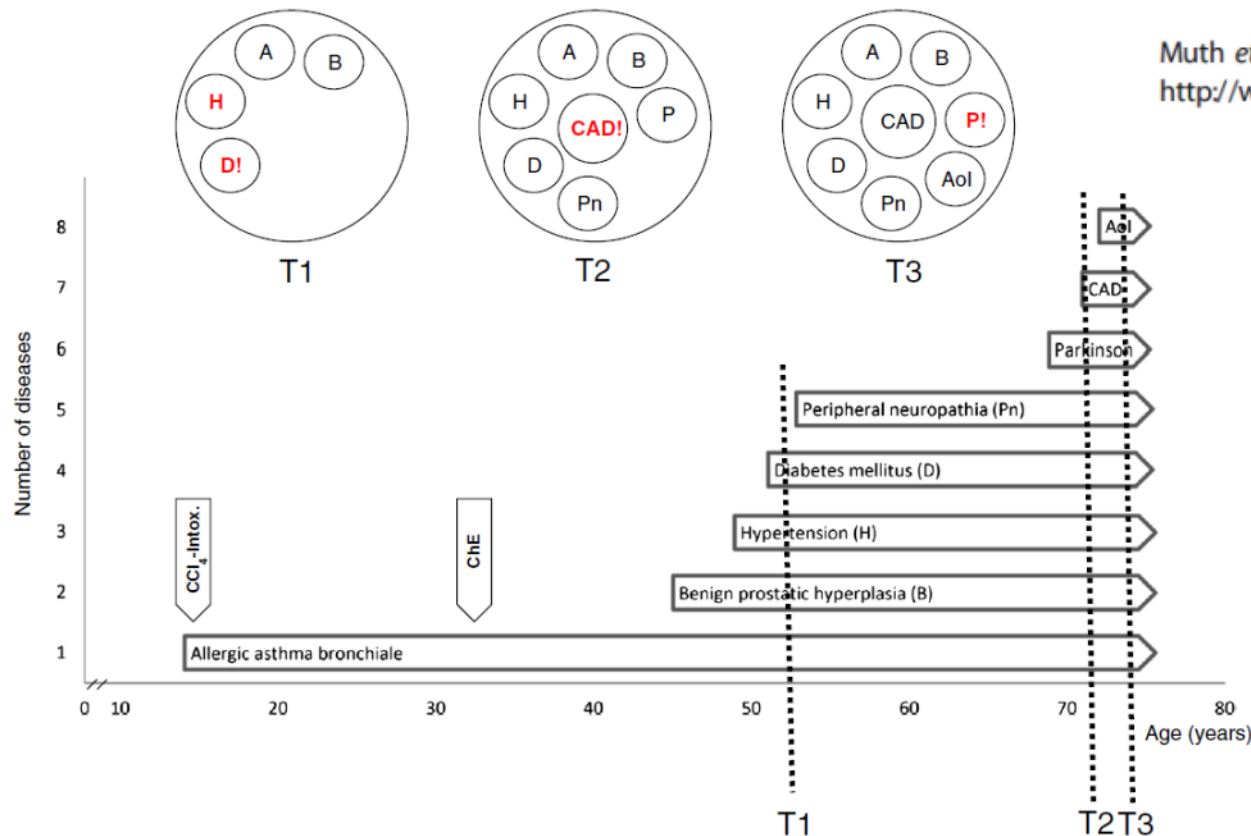 A
B
H
D!
T1
A
B
H
CAD!
P
D
Pn
T2
A
B
H
CAD
P!
D
AoI
Pn
T3
Muth
http://w
Number of diseases
8
7
6
5
4
3
2
1
AoI
CAD
Parkinson
Peripheral neuropathia (Pn)
Diabetes mellitus (D)
Hypertension (H)
Benign prostatic hyperplasia (B)
Allergic asthma bronchiale
CCl₄-Intox.
ChE
0 10 20 30 40 50 60 70 80
Age (years)
T1 T2 T3